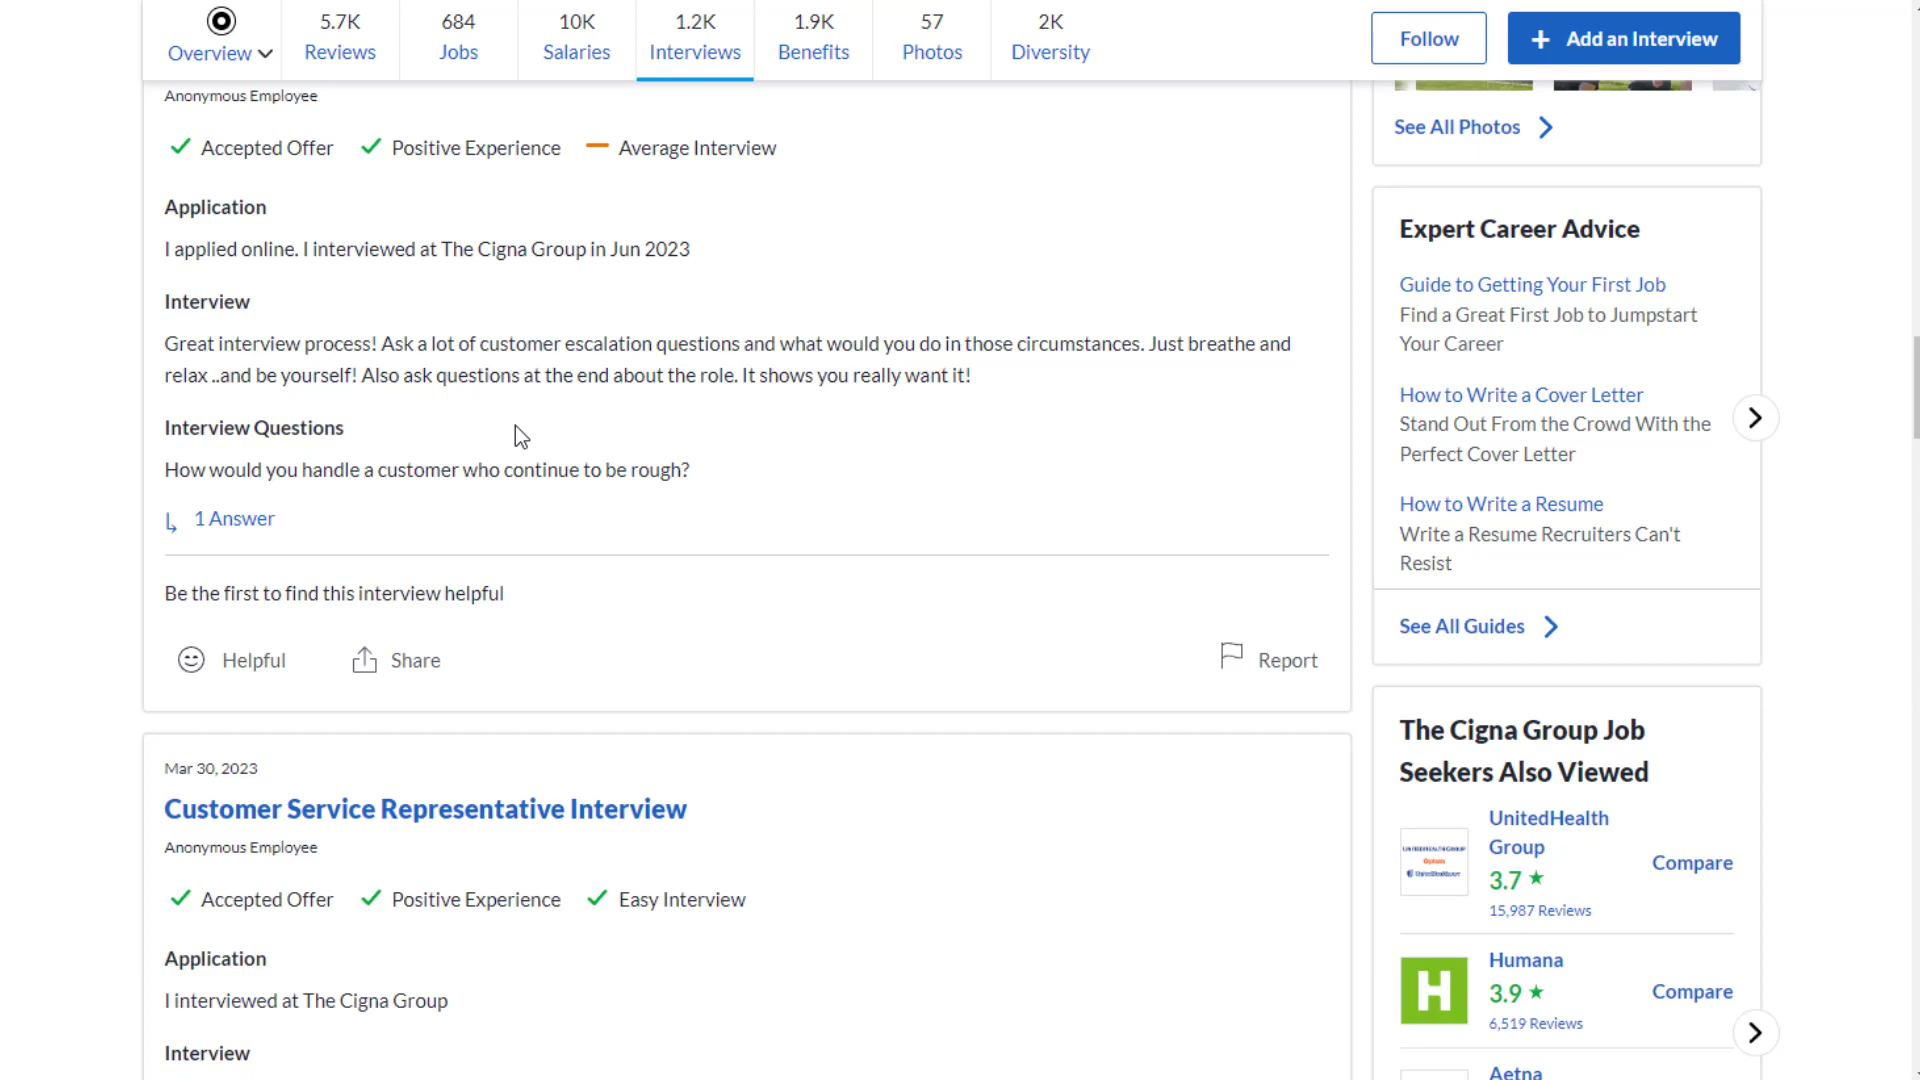 Overview
5.7K
Reviews
684
Jobs
10K
Salaries
1.2K
Interviews
1.9K
Benefits
57
Photos
2K
Diversity
Follow
+ Add an Interview
Anonymous Employee
Accepted Offer
Positive Experience
Average Interview
Application
I applied online. I interviewed at The Cigna Group in Jun 2023
Interview
Great interview process! Ask a lot of customer escalation questions and what would you do in those circumstances. Just breathe and
relax ..and be yourself! Also ask questions at the end about the role. It shows you really want it!
Interview Questions
How would you handle a customer who continue to be rough?
1 Answer
Be the first to find this interview helpful
Helpful
Share
Report
Mar 30, 2023
Customer Service Representative Interview
Anonymous Employee
Accepted Offer
Positive Experience
Easy Interview
Application
I interviewed at The Cigna Group
Interview
See All Photos
Expert Career Advice
Guide to Getting Your First Job
Find a Great First Job to Jumpstart
Your Career
How to Write a Cover Letter
Stand Out From the Crowd With the
Perfect Cover Letter
How to Write a Resume
Write a Resume Recruiters Can't
Resist
See All Guides
The Cigna Group Job
Seekers Also Viewed
UNITEDHEALTH GROUP
Optum
UnitedHealthcare
UnitedHealth
Group
3.7 ★
15,987 Reviews
Compare
H
Humana
3.9 ★
6,519 Reviews
Compare
Aetna